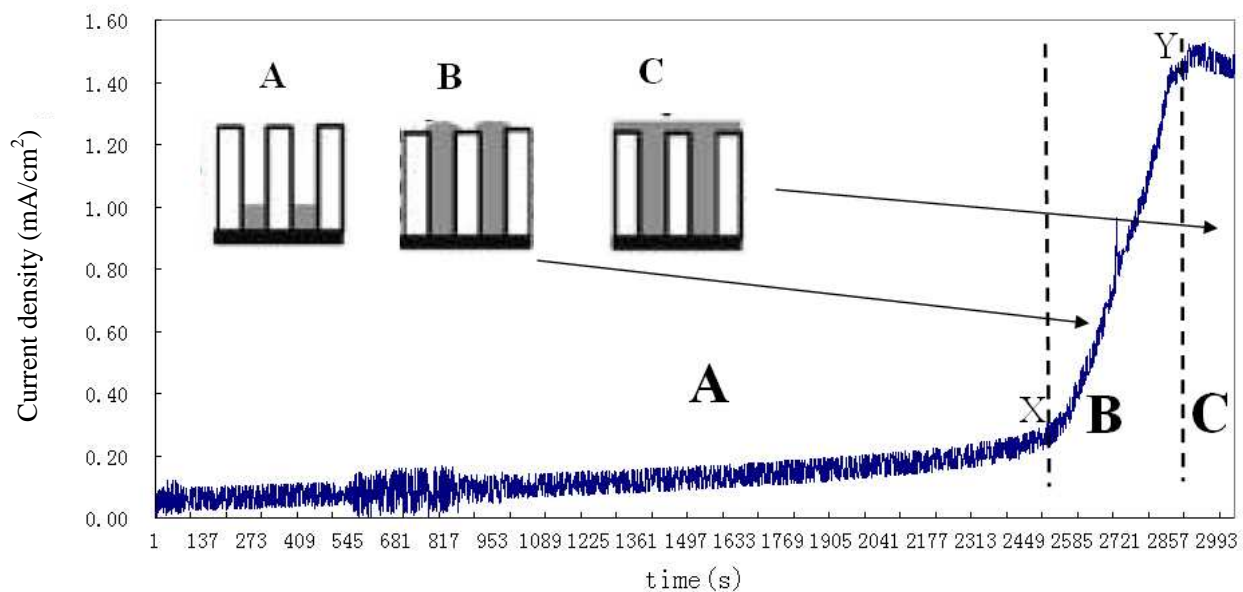 1.60
1.40
1.20
1.00
0.80
0.60
0.40
0.20
0.00
Current density (mA/cm2)
A
B
C
A
X
B
Y
C
1 137 273 409 545 681 817 953 1089 1225 1361 1497 1633 1769 1905 2041 2177 2313 2449 2585 2721 2857 2993
time(s)